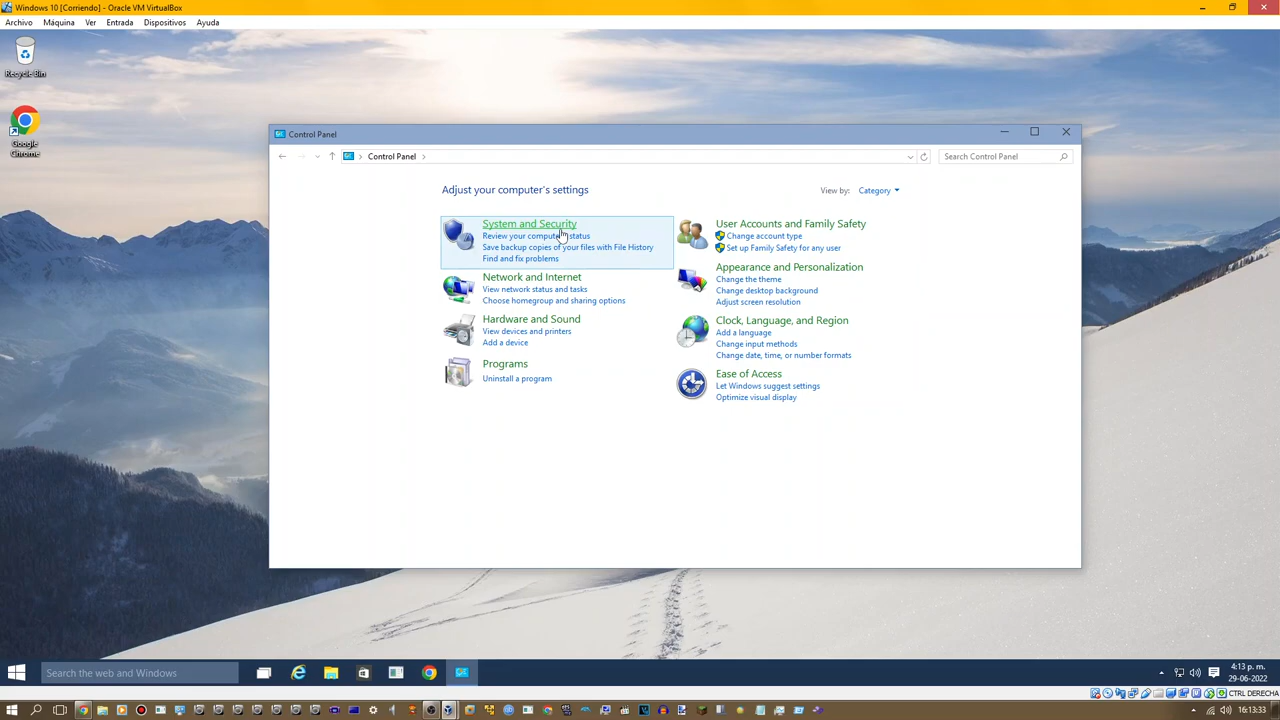 Windows 10 [Corriendo] - Oracle VM VirtualBox
Archivo Máquina Ver Entrada Dispositivos Ayuda
Recycle Bin
Google Chrome
Control Panel
Control Panel
Search Control Panel
Adjust your computer's settings
View by: Category
System and Security
Review your computer status
Save backup copies of your files with File History
Find and fix problems
Network and Internet
View network status and tasks
Choose homegroup and sharing options
Hardware and Sound
View devices and printers
Add a device
Programs
Uninstall a program
User Accounts and Family Safety
Change account type
Set up Family Safety for any user
Appearance and Personalization
Change the theme
Change desktop background
Adjust screen resolution
Clock, Language, and Region
Add a language
Change input methods
Change date, time, or number formats
Ease of Access
Let Windows suggest settings
Optimize visual display
Search the web and Windows
4:13 p. m.
29-06-2022
CTRL DERECHA
16:13:33